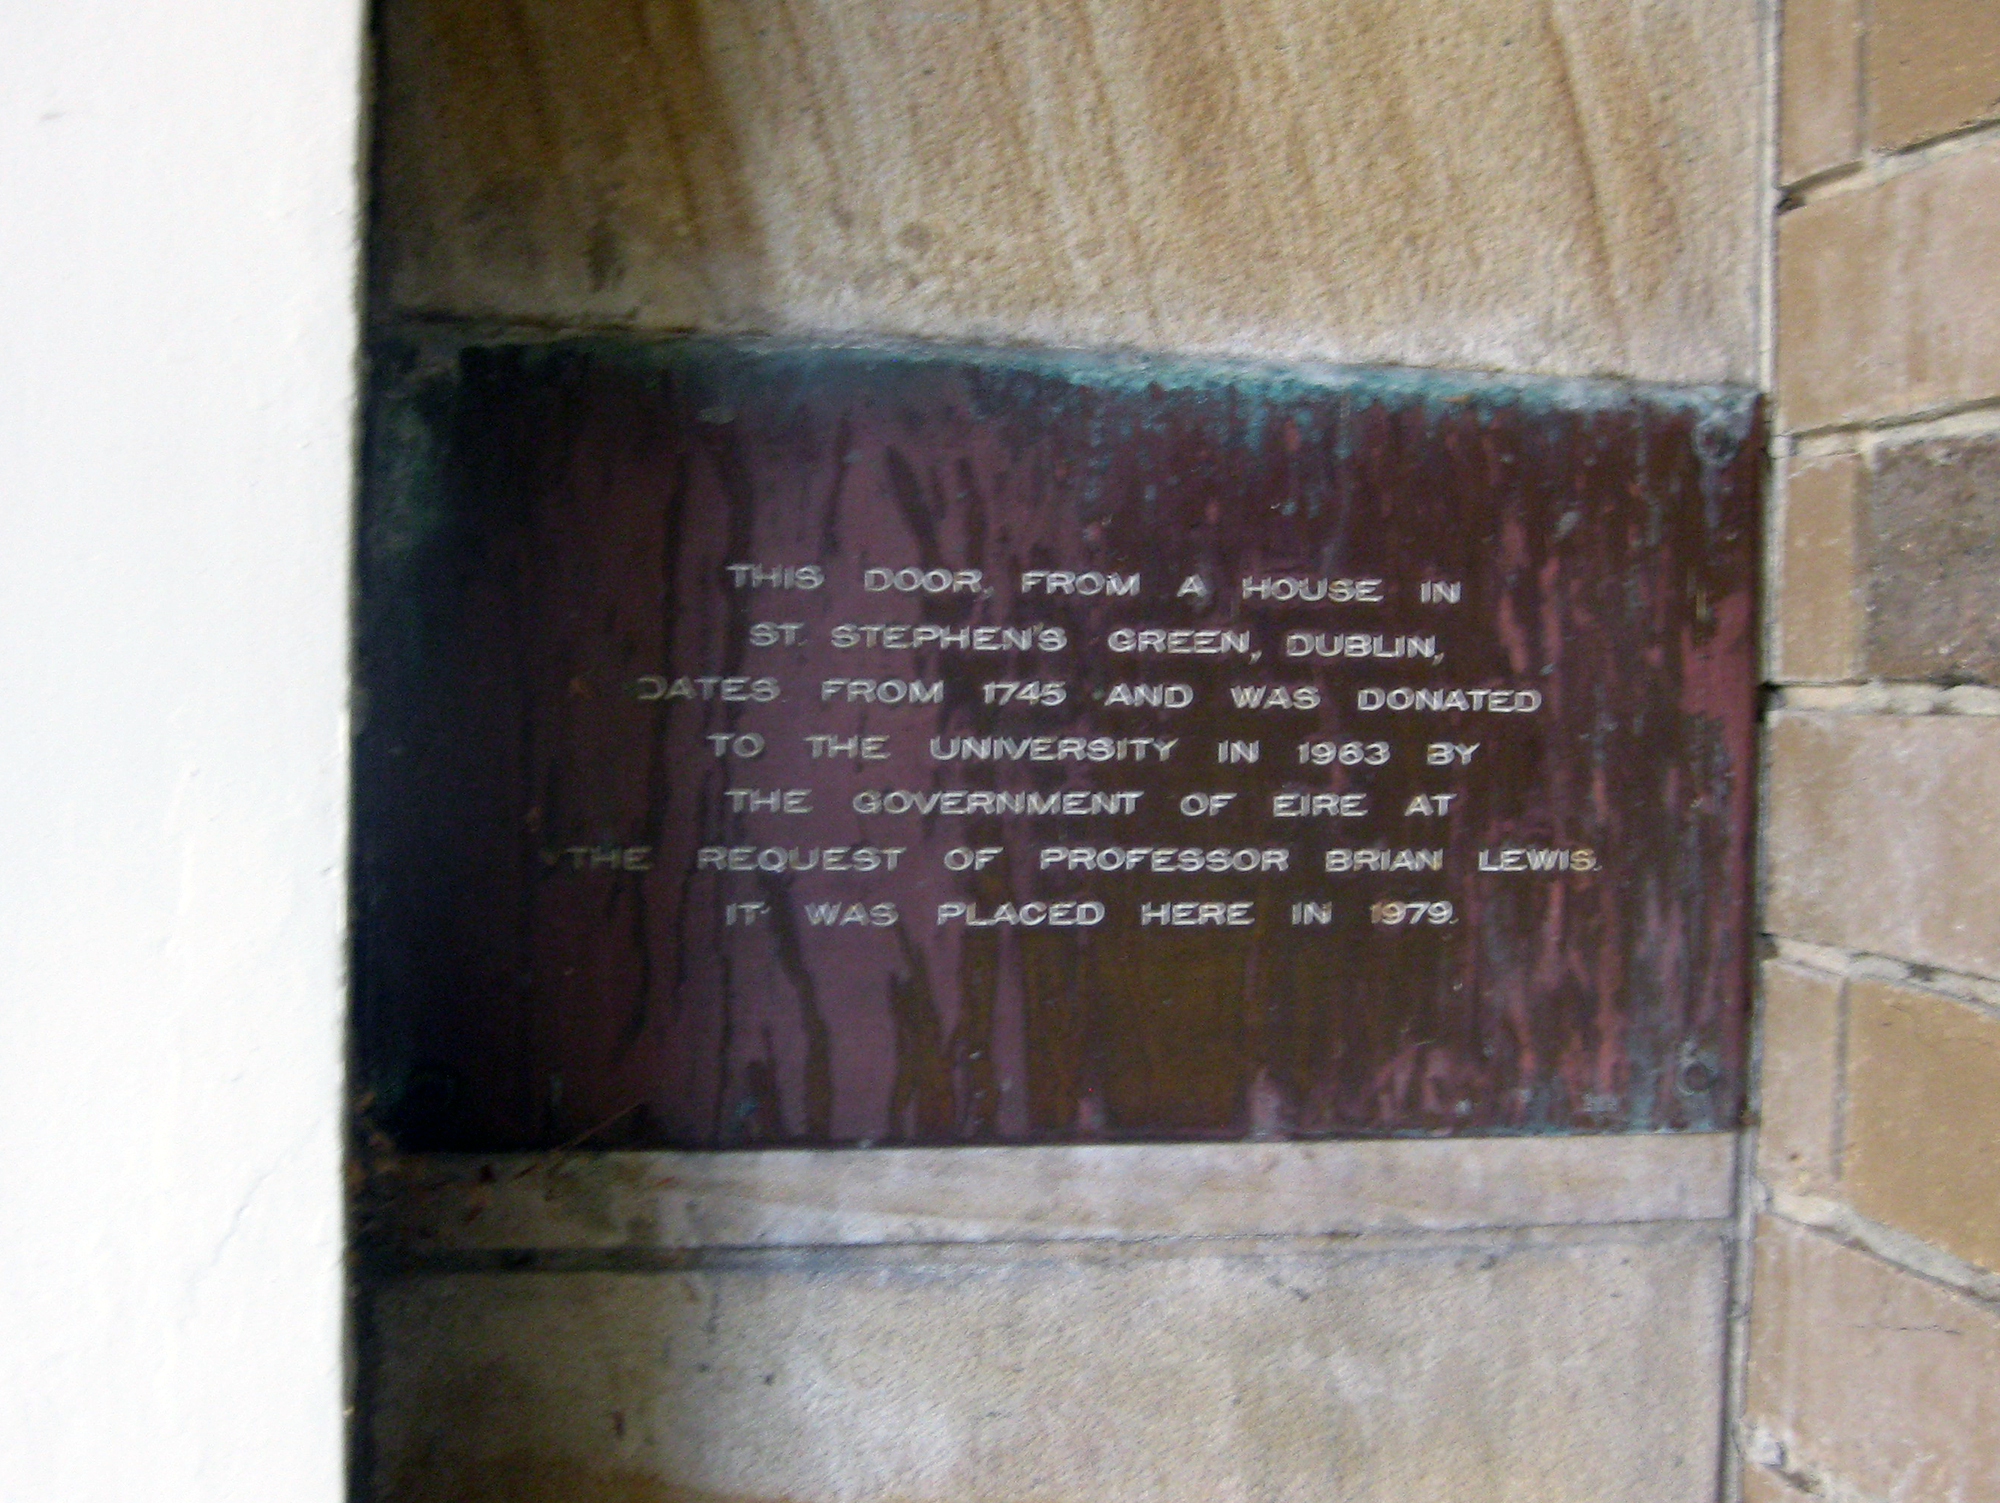 THIS DOOR, FROM A HOUSE IN
ST. STEPHEN'S GREEN, DUBLIN,
DATES FROM 1745 AND WAS DONATED
TO THE UNIVERSITY IN 1963 BY
THE GOVERNMENT OF EIRE AT
THE REQUEST OF PROFESSOR BRIAN LEWIS.
IT WAS PLACED HERE IN 1979.